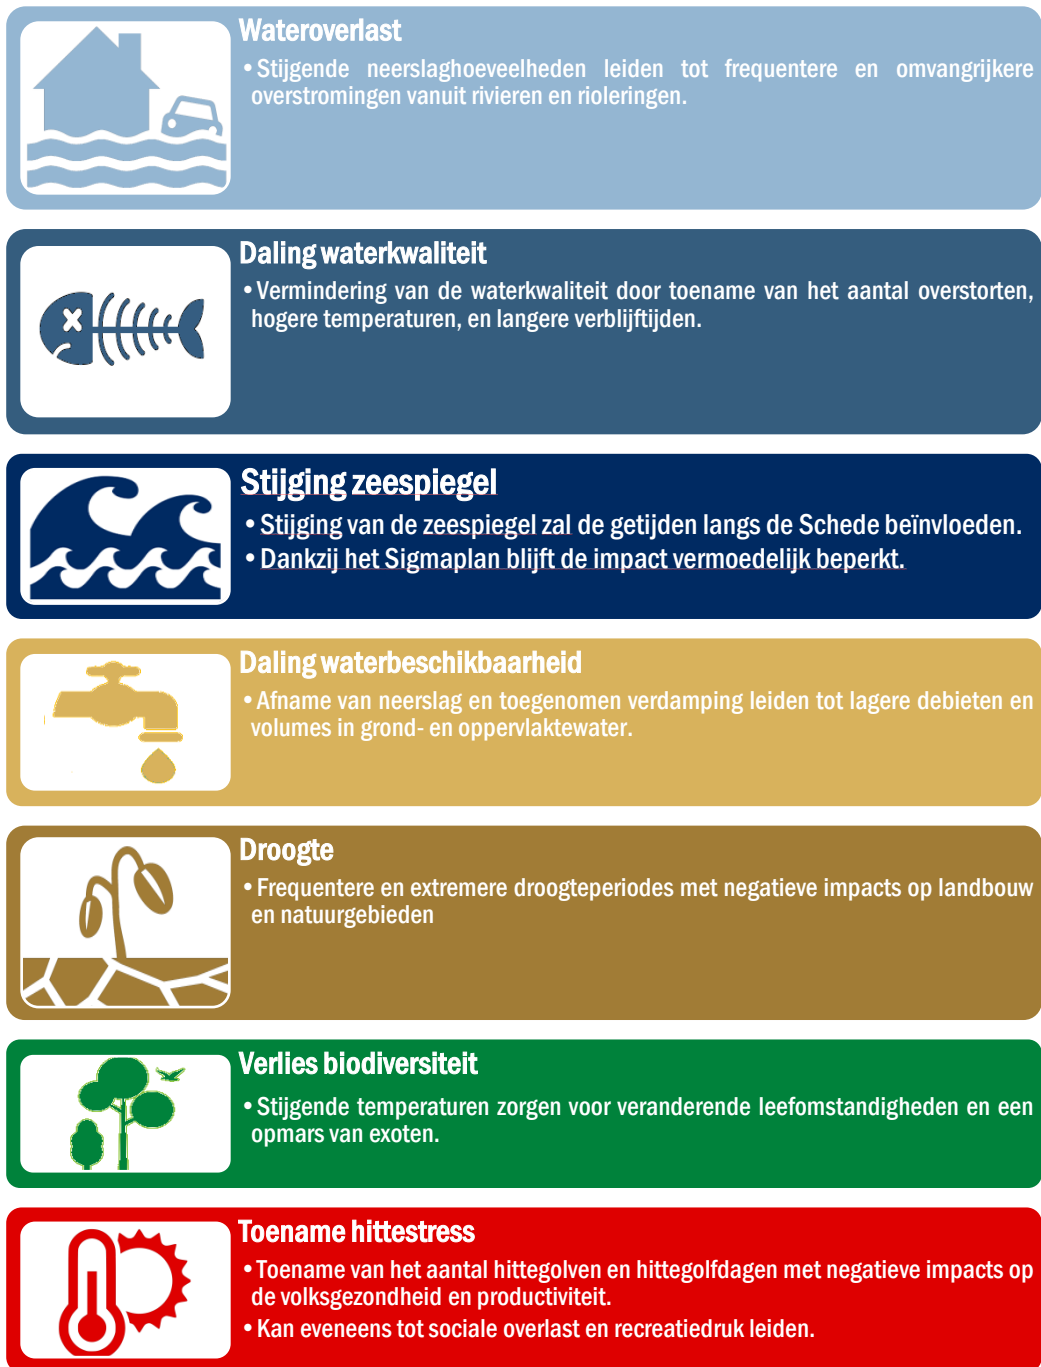 Wateroverlast
• Stijgende neerslaghoeveelheden leiden tot frequentere en omvangrijkere
overstromingen vanuit rivieren en rioleringen.
Daling waterkwaliteit
• Vermindering van de waterkwaliteit door toename van het aantal overstorten,
hogere temperaturen, en langere verblijftijden.
Stijging zeespiegel
• Stijging van de zeespiegel zal de getijden langs de Schede beïnvloeden.
• Dankzij het Sigmaplan blijft de impact vermoedelijk beperkt.
Daling waterbeschikbaarheid
• Afname van neerslag en toegenomen verdamping leiden tot lagere debieten en
volumes in grond- en oppervlaktewater.
Droogte
• Frequentere en extremere droogteperiodes met negatieve impacts op landbouw
en natuurgebieden
Verlies biodiversiteit
• Stijgende temperaturen zorgen voor veranderende leefomstandigheden en een
opmars van exoten.
Toename hittestress
• Toename van het aantal hittegolven en hittegolfdagen met negatieve impacts op
de volksgezondheid en productiviteit.
• Kan eveneens tot sociale overlast en recreatiedruk leiden.